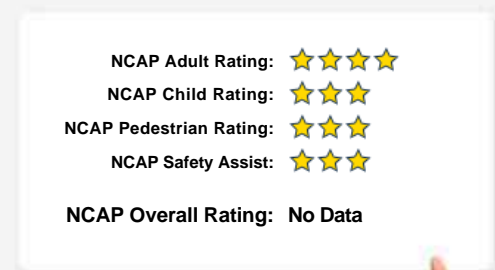 NCAP Adult Rating:
NCAP Child Rating:
NCAP Pedestrian Rating:
NCAP Safety Assist:
NCAP Overall Rating: No Data